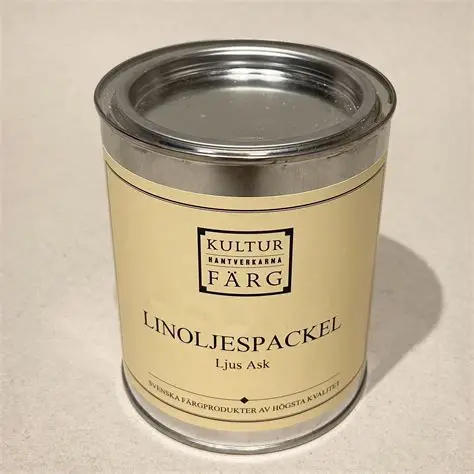 KULTUR
HANTVERKARNA
FÄRG
LINOLJESPACKEL
Ljus Ask
SVENSKA FÄRGPRODUKTER AV HÖGSTA KVALITET